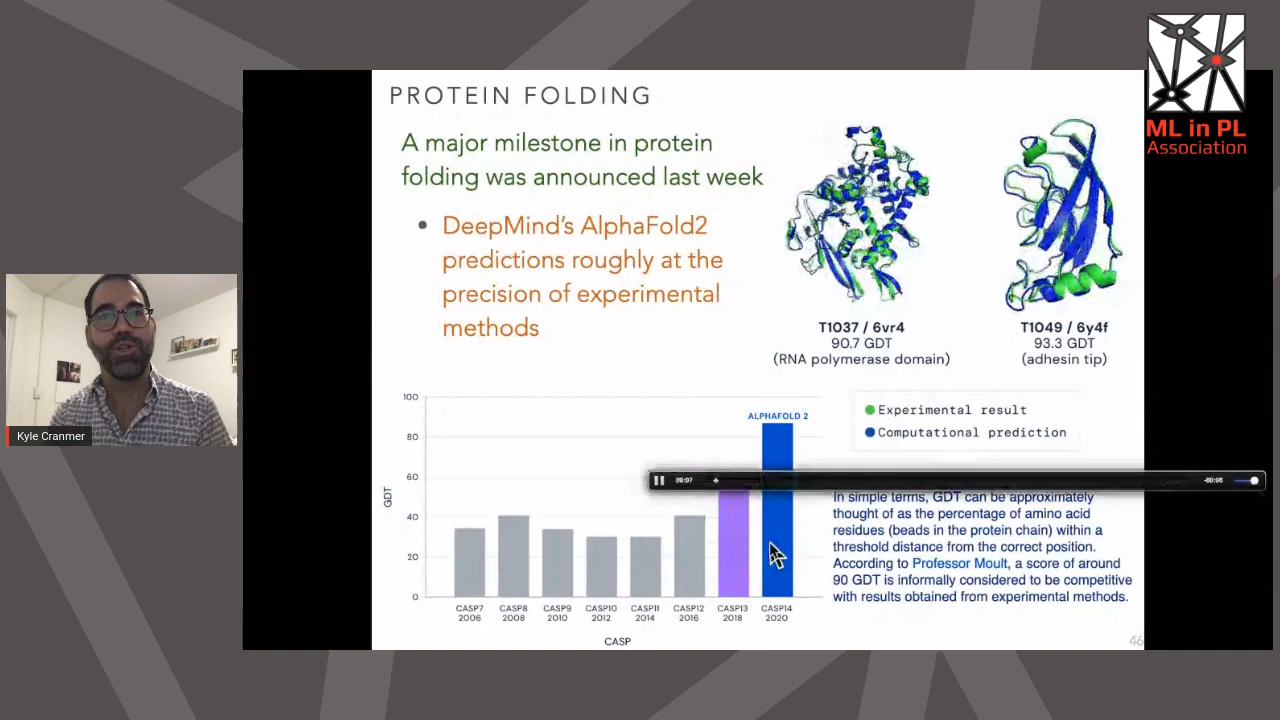 PROTEIN FOLDING
A major milestone in protein
folding was announced last week
• DeepMind's AlphaFold2
predictions roughly at the
precision of experimental
methods
T1037 / 6vr4
90.7 GDT
(RNA polymerase domain)
T1049 / 6y4f
93.3 GDT
(adhesin tip)
ML in PL
Association
Kyle Cranmer
100
80
60
40
20
0
GDT
ALPHAFOLD 2
CASP7
2006
CASP8
2008
CASP9
2010
CASP10
2012
CASP11
2014
CASP12
2016
CASP13
2018
CASP14
2020
CASP
Experimental result
Computational prediction
00:07
In simple terms, GDT can be approximately
thought of as the percentage of amino acid
residues (beads in the protein chain) within a
threshold distance from the correct position.
According to Professor Moult, a score of around
90 GDT is informally considered to be competitive
with results obtained from experimental methods.
46